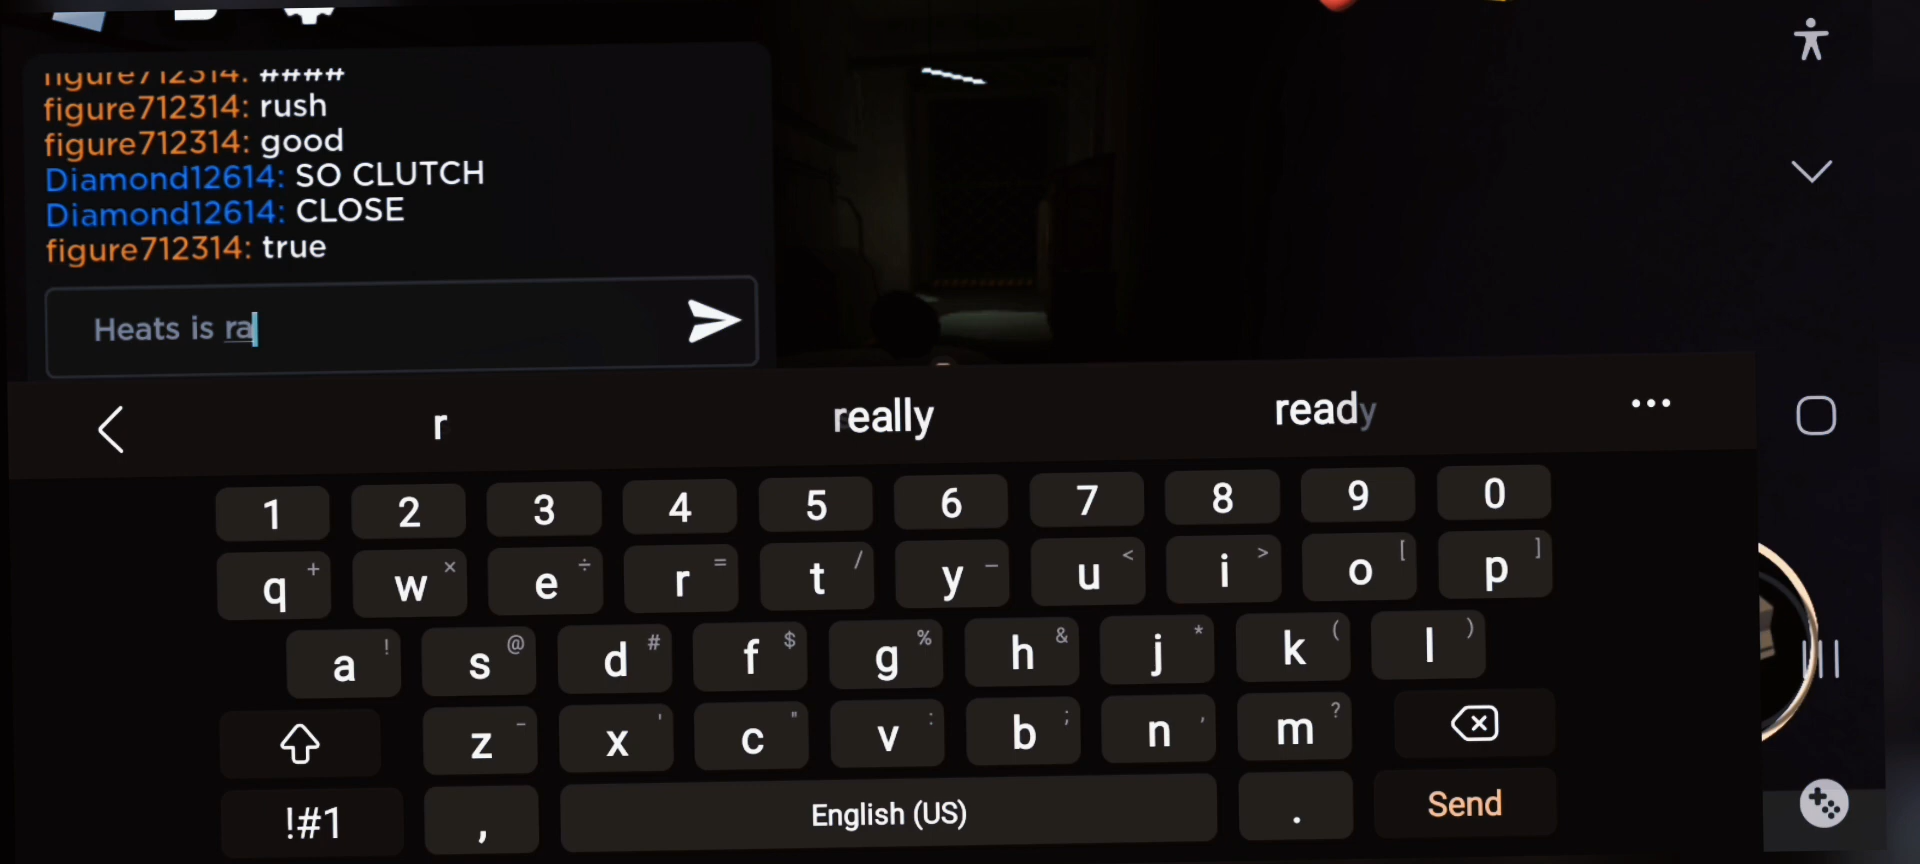 figure712314: ####
figure712314: rush
figure712314: good
Diamond12614: SO CLUTCH
Diamond12614: CLOSE
figure712314: true
Heats is ra
r really ready
1 2 3 4 5 6 7 8 9 0
q + w × e ÷ r = t / y _ u < i > o [ p ]
a ! s @ d # f $ g % h & j * k ( l )
z - x ' c " v : b ; n , m ?
!#1 , English (US) . Send